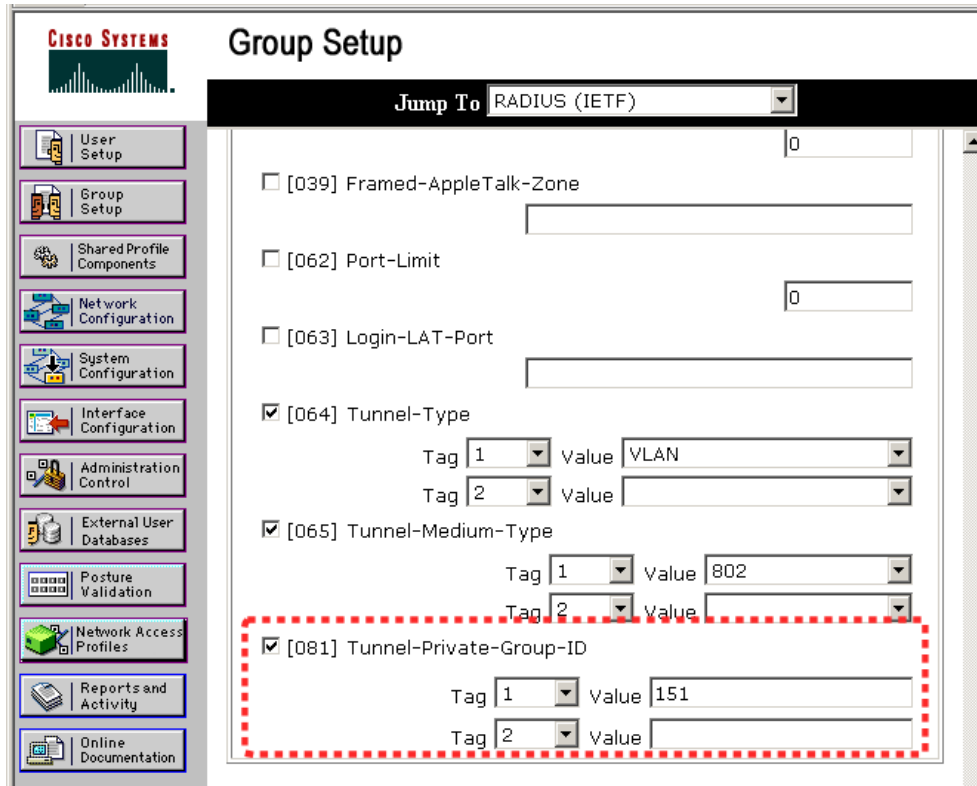 CISCO SYSTEMS
Group Setup
Jump To RADIUS (IETF)
User
Setup
Group
Setup
Shared Profile
Components
Network
Configuration
System
Configuration
Interface
Configuration
Administration
Control
External User
Databases
Posture
Validation
Network Access
Profiles
Reports and
Activity
Online
Documentation
0
[039] Framed-AppleTalk-Zone
[062] Port-Limit
0
[063] Login-LAT-Port
[064] Tunnel-Type
Tag 1 Value VLAN
Tag 2 Value
[065] Tunnel-Medium-Type
Tag 1 Value 802
Tag 2 Value
[081] Tunnel-Private-Group-ID
Tag 1 Value 151
Tag 2 Value